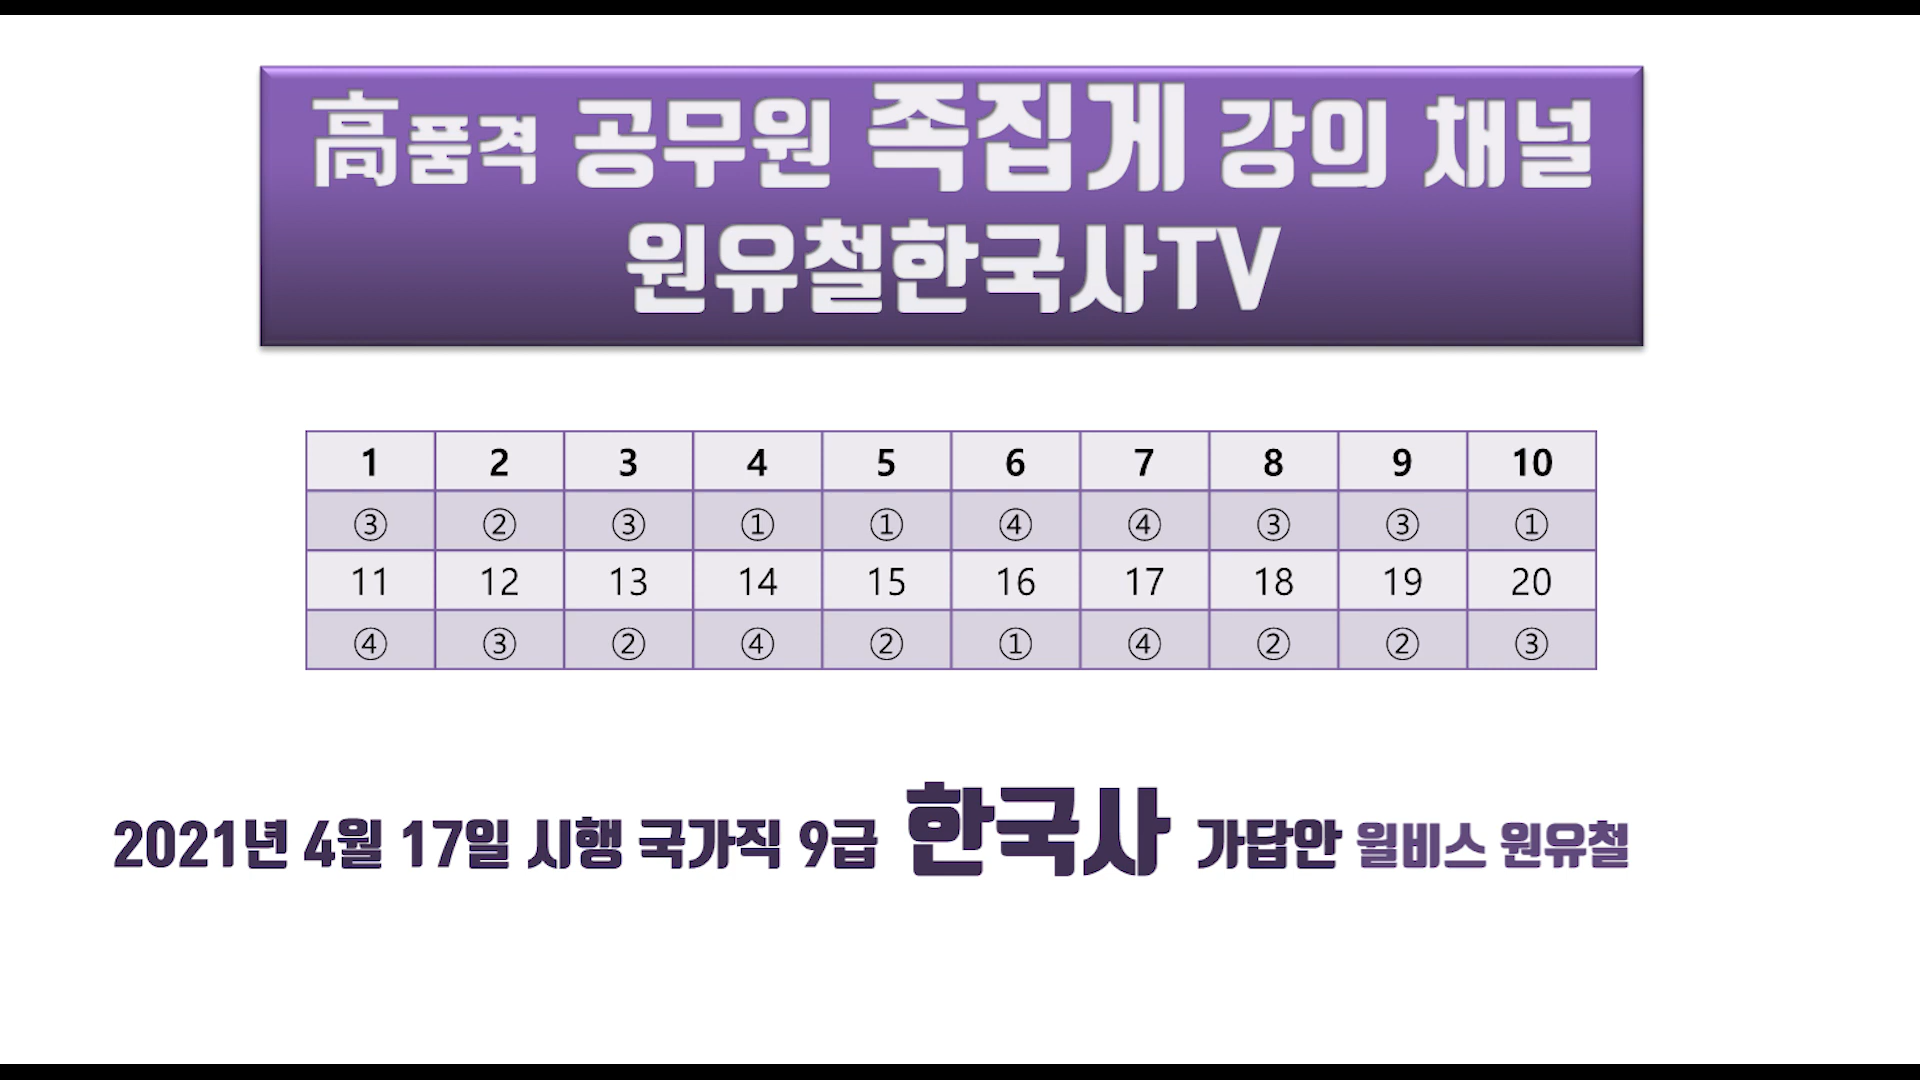 高품격 공무원 족집게 강의 채널
원유철한국사TV
1 2 3 4 5 6 7 8 9 10
③ ② ③ ① ① ④ ④ ③ ③ ①
11 12 13 14 15 16 17 18 19 20
④ ③ ② ④ ② ① ④ ② ② ③
2021년 4월 17일 시행 국가직 9급 한국사 가답안 윌비스 원유철